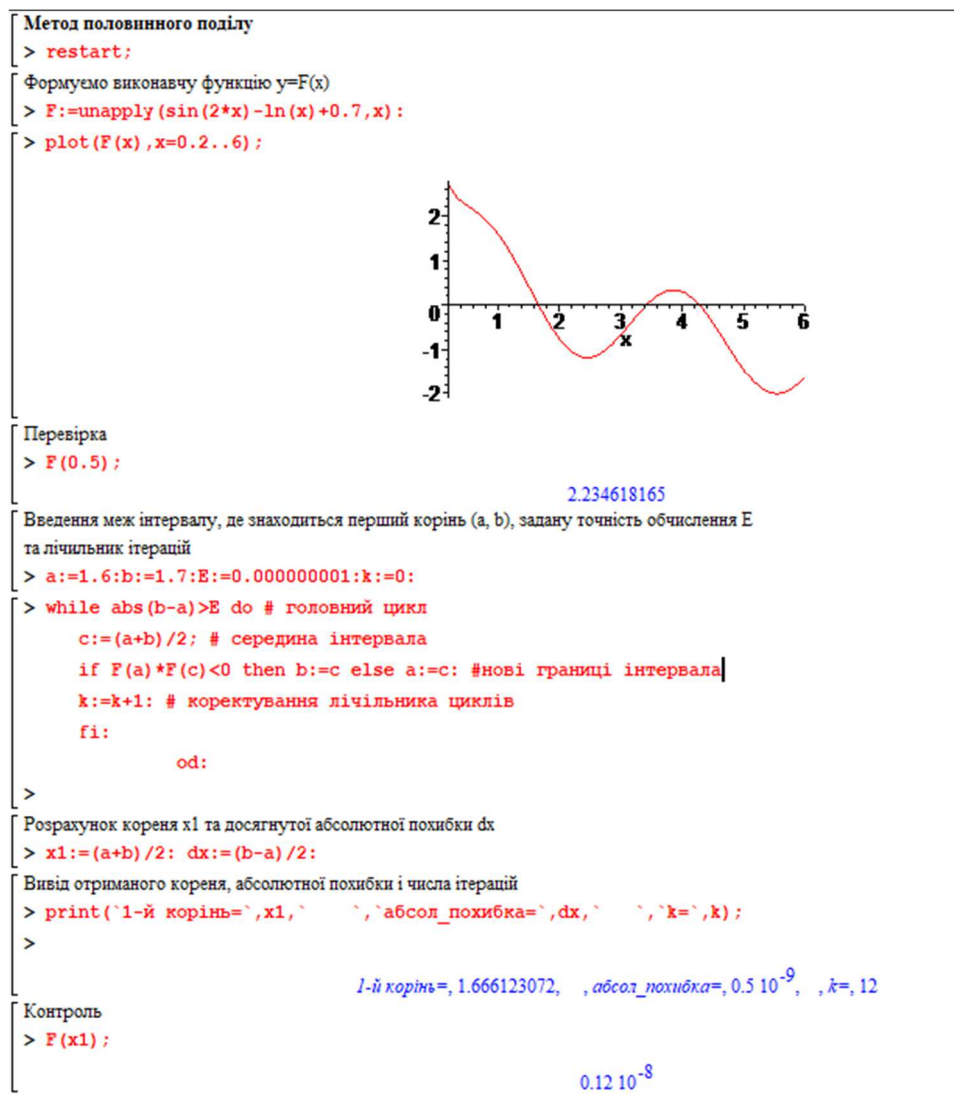 Метод половинного поділу
> restart;
Формуємо виконавчу функцію y=F(x)
> F:=unapply(sin(2*x)-ln(x)+0.7,x):
> plot(F(x),x=0.2..6);
2
1
0
-1
-2
1 2 3 4 5 6
x
Перевірка
> F(0.5);
2.234618165
Введення меж інтервалу, де знаходиться перший корінь (a, b), задану точність обчислення E
та лічильник ітерацій
> a:=1.6:b:=1.7:E:=0.000000001:k:=0:
> while abs(b-a)>E do # головний цикл
c:=(a+b)/2; # середина інтервала
if F(a)*F(c)<0 then b:=c else a:=c: #нові границі інтервала
k:=k+1: # коректування лічільника циклів
fi:
od:
>
Розрахунок кореня x1 та досягнутої абсолютної похибки dx
> x1:=(a+b)/2: dx:=(b-a)/2:
Вивід отриманого кореня, абсолютної похибки і числа ітерацій
> print(`1-й корінь=`,x1,`    `,`абсол_похибка=`,dx,`   `,`k=`,k);
>
1-й корінь=, 1.666123072,    , абсол_похибка=, 0.5 10^-9,   , k=, 12
Контроль
> F(x1);
0.12 10^-8